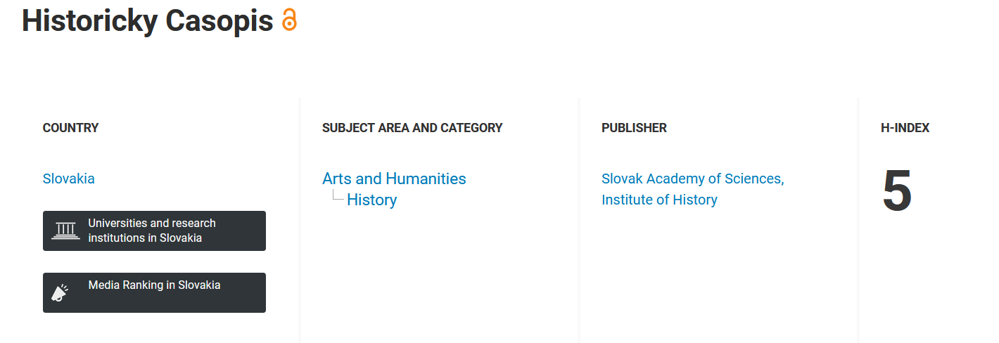 Historicky Casopis
COUNTRY
Slovakia
Universities and research
institutions in Slovakia
Media Ranking in Slovakia
SUBJECT AREA AND CATEGORY
Arts and Humanities
History
PUBLISHER
Slovak Academy of Sciences,
Institute of History
H-INDEX
5